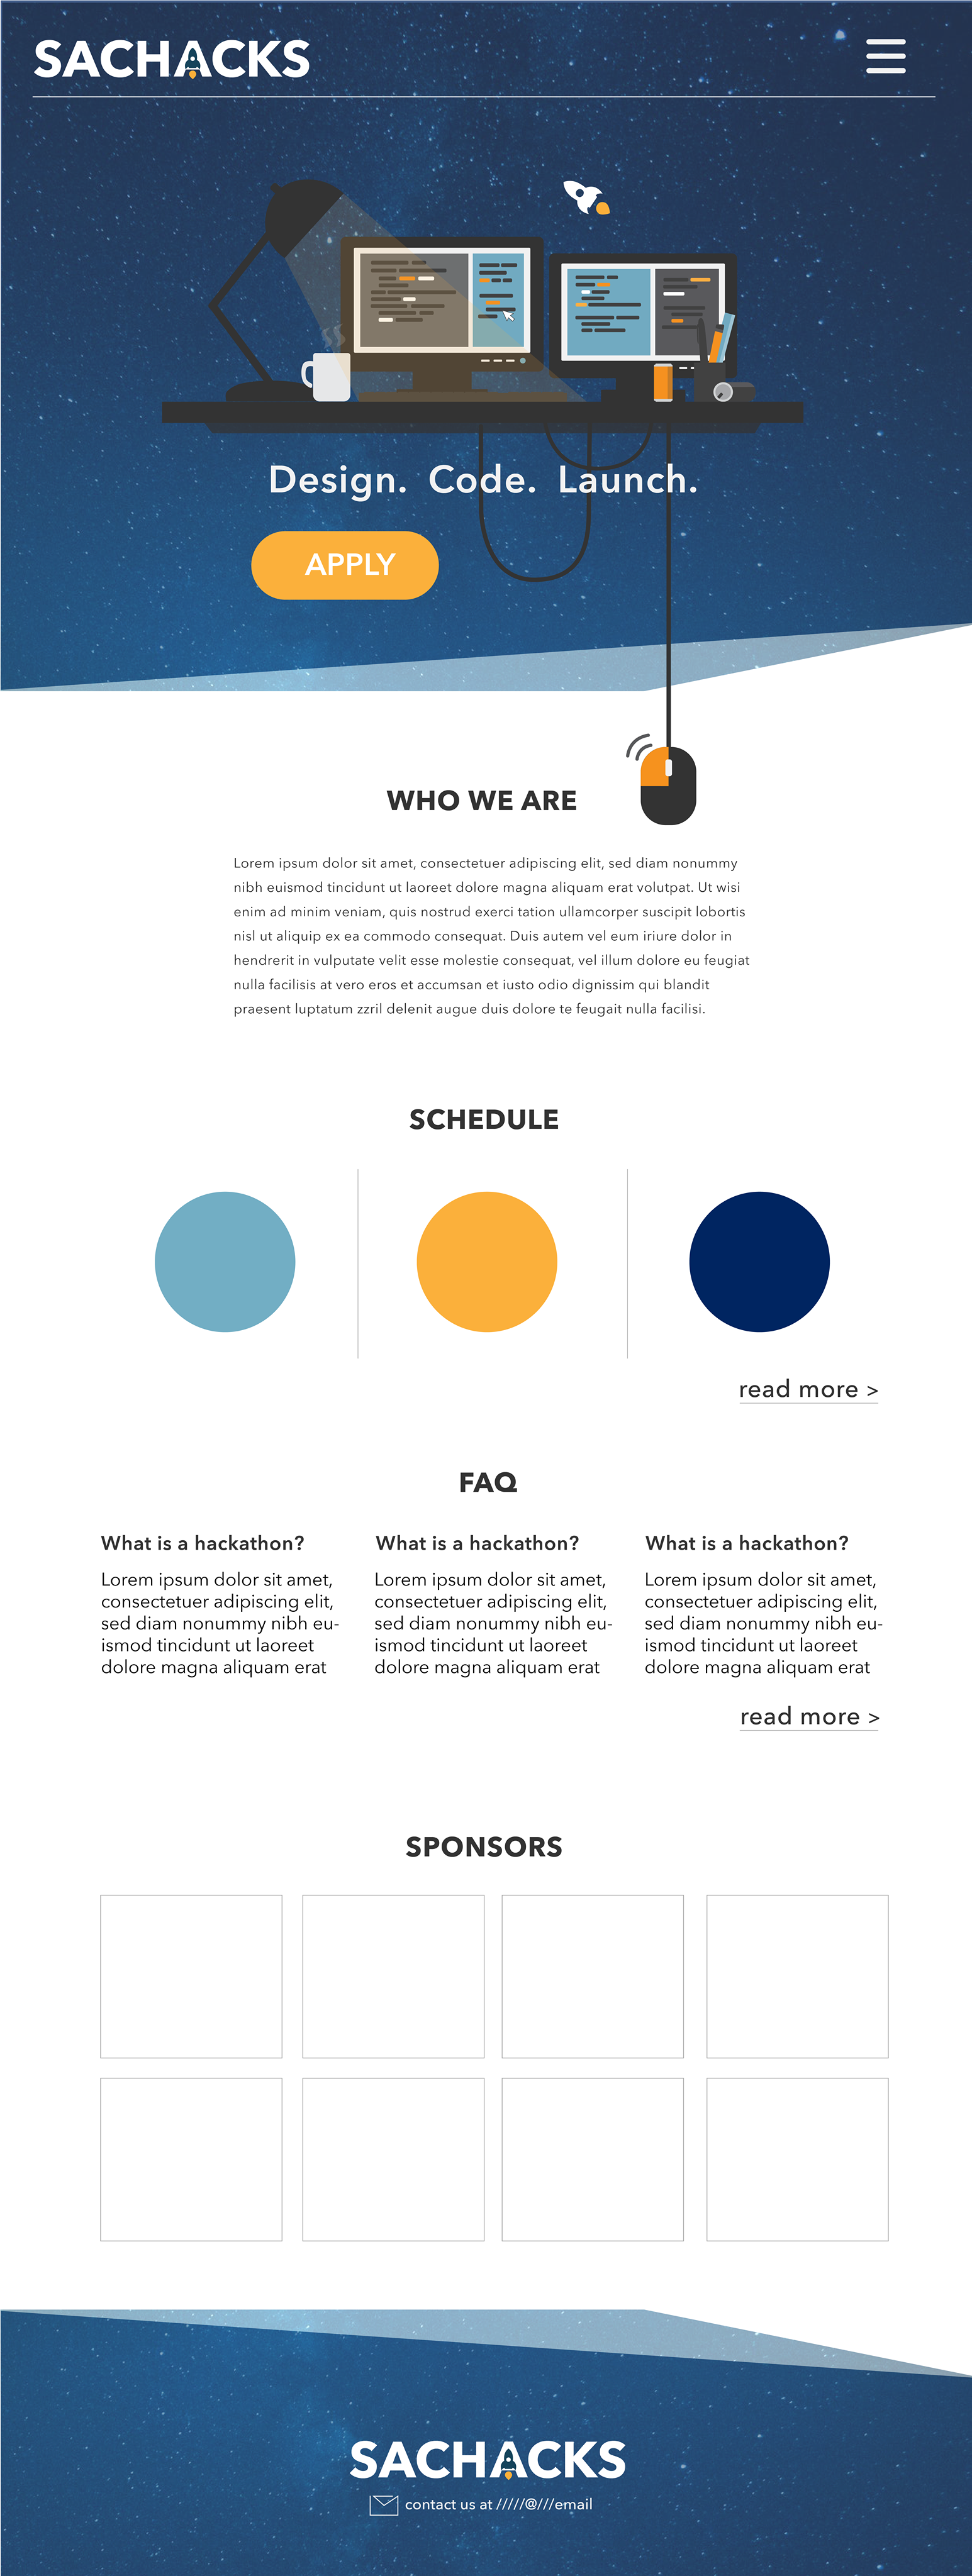 SACHACKS
Design. Code. Launch.
APPLY
WHO WE ARE
Lorem ipsum dolor sit amet, consectetuer adipiscing elit, sed diam nonummy
nibh euismod tincidunt ut laoreet dolore magna aliquam erat volutpat. Ut wisi
enim ad minim veniam, quis nostrud exerci tation ullamcorper suscipit lobortis
nisl ut aliquip ex ea commodo consequat. Duis autem vel eum iriure dolor in
hendrerit in vulputate velit esse molestie consequat, vel illum dolore eu feugiat
nulla facilisis at vero eros et accumsan et iusto odio dignissim qui blandit
praesent luptatum zzril delenit augue duis dolore te feugait nulla facilisi.
SCHEDULE
read more >
FAQ
What is a hackathon?
Lorem ipsum dolor sit amet,
consectetuer adipiscing elit,
sed diam nonummy nibh eu-
ismod tincidunt ut laoreet
dolore magna aliquam erat
What is a hackathon?
Lorem ipsum dolor sit amet,
consectetuer adipiscing elit,
sed diam nonummy nibh eu-
ismod tincidunt ut laoreet
dolore magna aliquam erat
What is a hackathon?
Lorem ipsum dolor sit amet,
consectetuer adipiscing elit,
sed diam nonummy nibh eu-
ismod tincidunt ut laoreet
dolore magna aliquam erat
read more >
SPONSORS
SACHACKS
contact us at /////@///email